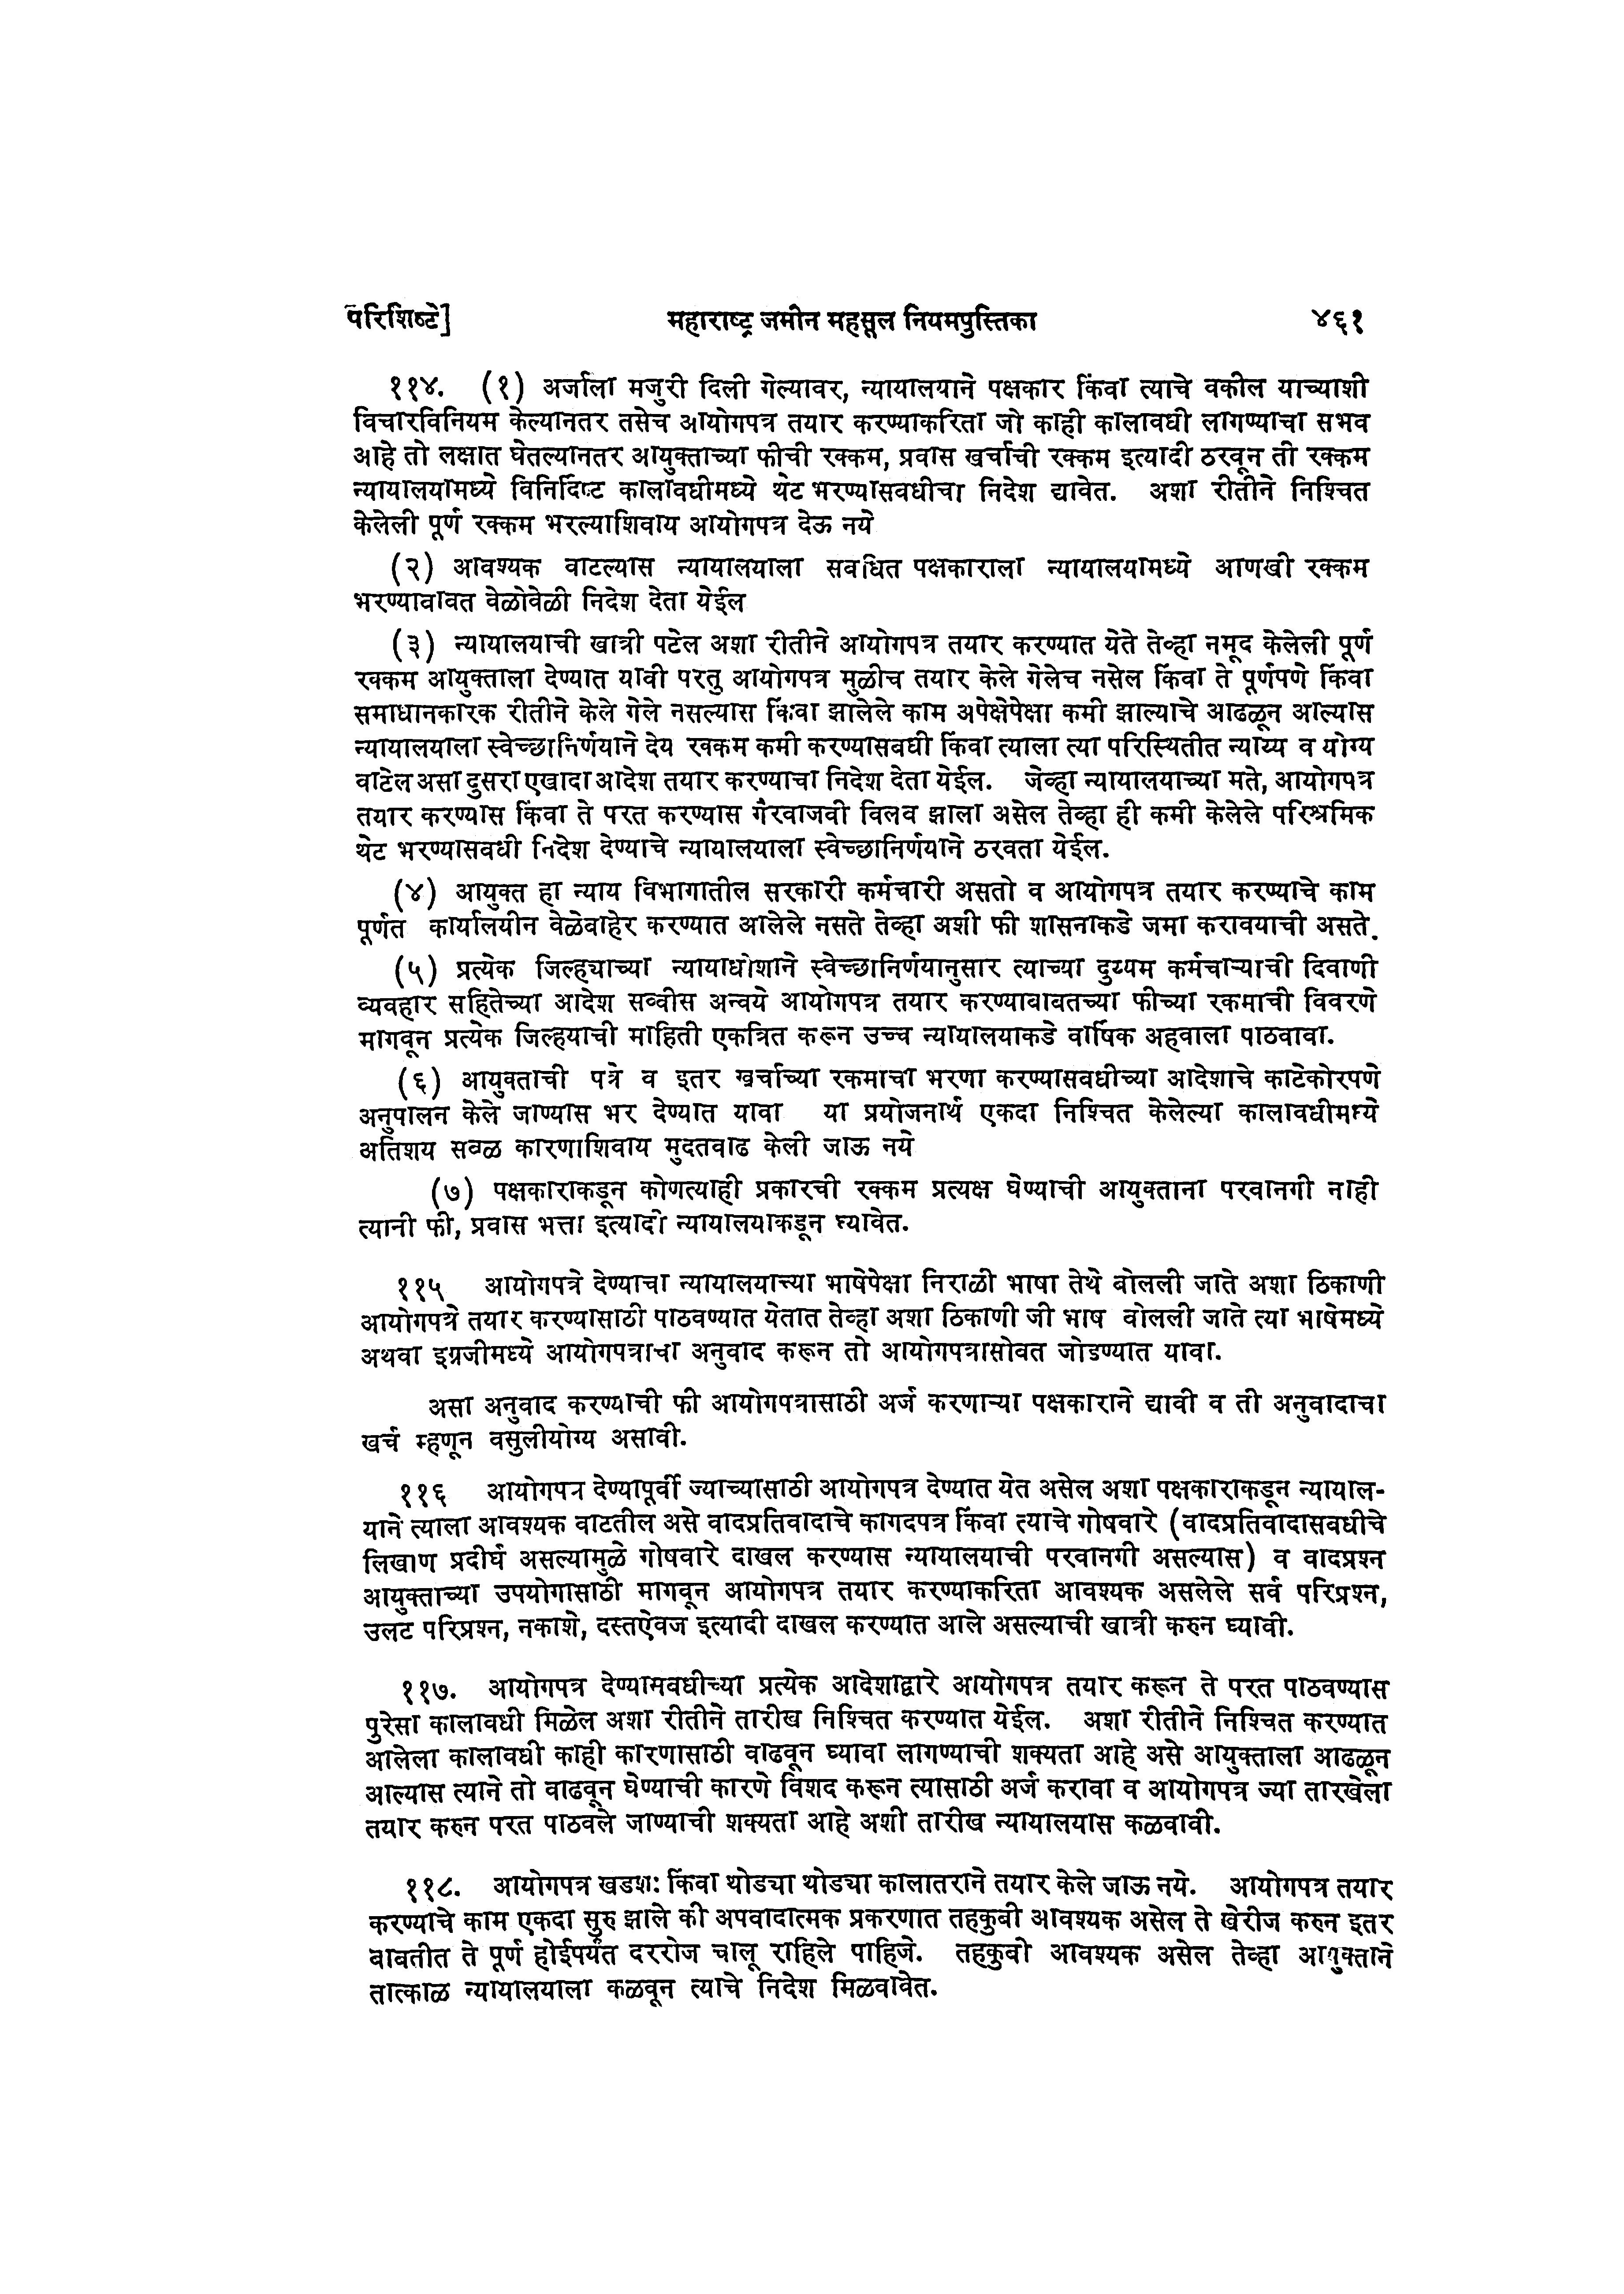 परिशिष्टे] महाराष्ट्र जमीन महसूल नियमपुस्तिका ४६१
११४. (१) अर्जाला मजुरी दिली गेल्यावर, न्यायालयाने पक्षकार किंवा त्याचे वकील याच्याशी
विचारविनियम केल्यानतर तसेच आयोगपत्र तयार करण्याकरिता जो काही कालावधी लागण्याचा सभव
आहे तो लक्षात घेतल्यानतर आयुक्ताच्या फीची रक्कम, प्रवास खर्चाची रक्कम इत्यादी ठरवून ती रक्कम
न्यायालयामध्ये विनिर्दिष्ट कालावधीमध्ये थेट भरण्यासवधीचा निदेश द्यावेत. अशा रीतीने निश्चित
केलेली पूर्ण रक्कम भरल्याशिवाय आयोगपत्र देऊ नये
(२) आवश्यक वाटल्यास न्यायालयाला सवधित पक्षकाराला न्यायालयामध्ये आणखी रक्कम
भरण्यावावत वेळोवेळी निदेश देता येईल
(३) न्यायालयाची खात्री पटेल अशा रीतीने आयोगपत्र तयार करण्यात येते तेव्हा नमूद केलेली पूर्ण
रक्कम आयुक्ताला देण्यात यावी परतु आयोगपत्र मुळीच तयार केले गेलेच नसेल किंवा ते पूर्णपणे किंवा
समाधानकारक रीतीने केले गेले नसल्यास किंवा झालेले काम अपेक्षेपेक्षा कमी झाल्याचे आढळून आल्यास
न्यायालयाला स्वेच्छानिर्णयाने देय रक्कम कमी करण्यासवधी किंवा त्याला त्या परिस्थितीत न्याय्य व योग्य
वाटेल असा दुसरा एखादा आदेश तयार करण्याचा निदेश देता येईल. जेव्हा न्यायालयाच्या मते, आयोगपत्र
तयार करण्यास किंवा ते परत करण्यास गैरवाजवी विलव झाला असेल तेव्हा ही कमी केलेले परिश्रमिक
थेट भरण्यासवधी निदेश देण्याचे न्यायालयाला स्वेच्छानिर्णयाने ठरवता येईल.
(४) आयुक्त हा न्याय विभागातील सरकारी कर्मचारी असतो व आयोगपत्र तयार करण्याचे काम
पूर्णत कार्यालयीन वेळेवाहेर करण्यात आलेले नसते तेव्हा अशी फी शासनाकडे जमा करावयाची असते.
(५) प्रत्येक जिल्ह्याच्या न्यायाधीशाने स्वेच्छानिर्णयानुसार त्याच्या दुय्यम कर्मचाऱ्याची दिवाणी
व्यवहार सहितेच्या आदेश सव्वीस अन्वये आयोगपत्र तयार करण्यावावतच्या फीच्या रकमाची विवरणे
मागवून प्रत्येक जिल्हयाची माहिती एकत्रित करून उच्च न्यायालयाकडे वार्षिक अहवाला पाठवावा.
(६) आयुक्ताची पत्रे व इतर खर्चाच्या रकमाचा भरणा करण्यासवधीच्या आदेशाचे काटेकोरपणे
अनुपालन केले जाण्यास भर देण्यात यावा या प्रयोजनार्थ एकदा निश्चित केलेल्या कालावधीमध्ये
अतिशय सवळ कारणाशिवाय मुदतवाढ केली जाऊ नये
(७) पक्षकाराकडून कोणत्याही प्रकारची रक्कम प्रत्यक्ष घेण्याची आयुक्ताना परवानगी नाही
त्यानी फी, प्रवास भत्ता इत्यादी न्यायालयाकडून घ्यावेत.
११५ आयोगपत्रे देण्याचा न्यायालयाच्या भाषेपेक्षा निराळी भाषा तेथे वोलली जाते अशा ठिकाणी
आयोगपत्रे तयार करण्यासाठी पाठवण्यात येतात तेव्हा अशा ठिकाणी जी भाष वोलली जाते त्या भाषेमध्ये
अथवा इग्रजीमध्ये आयोगपत्राचा अनुवाद करून तो आयोगपत्रासोवत जोडण्यात यावा.
असा अनुवाद करण्याची फी आयोगपत्रासाठी अर्ज करणाऱ्या पक्षकाराने द्यावी व ती अनुवादाचा
खर्च म्हणून वसुलीयोग्य असावी.
११६ आयोगपत्र देण्यापूर्वी ज्याच्यासाठी आयोगपत्र देण्यात येत असेल अशा पक्षकाराकडून न्यायाल-
याने त्याला आवश्यक वाटतील असे वादप्रतिवादाचे कागदपत्र किंवा त्याचे गोषवारे (वादप्रतिवादासवधीचे
लिखाण प्रदीर्घ असल्यामुळे गोषवारे दाखल करण्यास न्यायालयाची परवानगी असल्यास) व वादप्रश्न
आयुक्ताच्या उपयोगासाठी मागवून आयोगपत्र तयार करण्याकरिता आवश्यक असलेले सर्व परिप्रश्न,
उलट परिप्रश्न, नकाशे, दस्तऐवज इत्यादी दाखल करण्यात आले असल्याची खात्री करुन घ्यावी.
११७. आयोगपत्र देण्यामवधीच्या प्रत्येक आदेशाद्वारे आयोगपत्र तयार करून ते परत पाठवण्यास
पुरेसा कालावधी मिळेल अशा रीतीने तारीख निश्चित करण्यात येईल. अशा रीतीने निश्चित करण्यात
आलेला कालावधी काही कारणासाठी वाढवून घ्यावा लागण्याची शक्यता आहे असे आयुक्ताला आढळून
आल्यास त्याने तो वाढवून घेण्याची कारणे विशद करून त्यासाठी अर्ज करावा व आयोगपत्र ज्या तारखेला
तयार करुन परत पाठवले जाण्याची शक्यता आहे अशी तारीख न्यायालयास कळवावी.
११८. आयोगपत्र खडश: किंवा थोड्या थोड्या कालातराने तयार केले जाऊ नये. आयोगपत्र तयार
करण्याचे काम एकदा सुरु झाले की अपवादात्मक प्रकरणात तहकुबी आवश्यक असेल ते खेरीज करुन इतर
वावतीत ते पूर्ण होईपर्यंत दररोज चालू राहिले पाहिजे. तहकुबी आवश्यक असेल तेव्हा आयुक्ताने
तात्काळ न्यायालयाला कळवून त्याचे निदेश मिळवावेत.